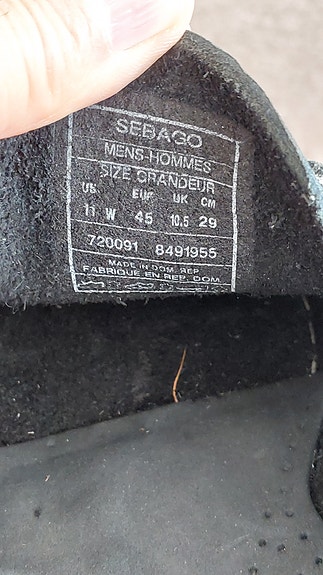 SEBAGO
MENS-HOMMES
SIZE GRANDEUR
US EUR UK CM
11 W 45 10.5 29
720091 8491955
MADE IN DOM. REP.
FABRIQUE EN REP. DOM.